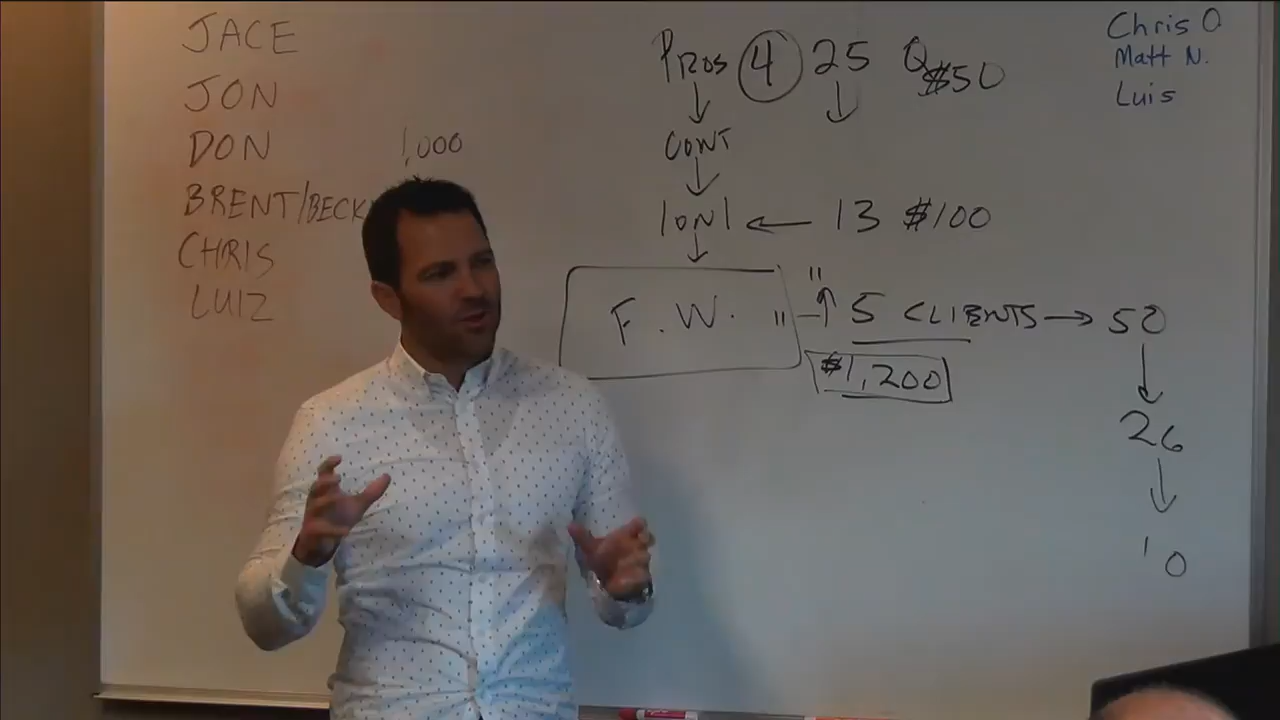 JACE
JON
DON 1,000
BRENT/BECK
CHRIS
LUIZ
PROS 4 25 Q $50
CONT
1on1 ← 13 $100
F.W. " ↑ " 5 CLIENTS → 50
$1,200
26
10
Chris O
Matt N.
Luis